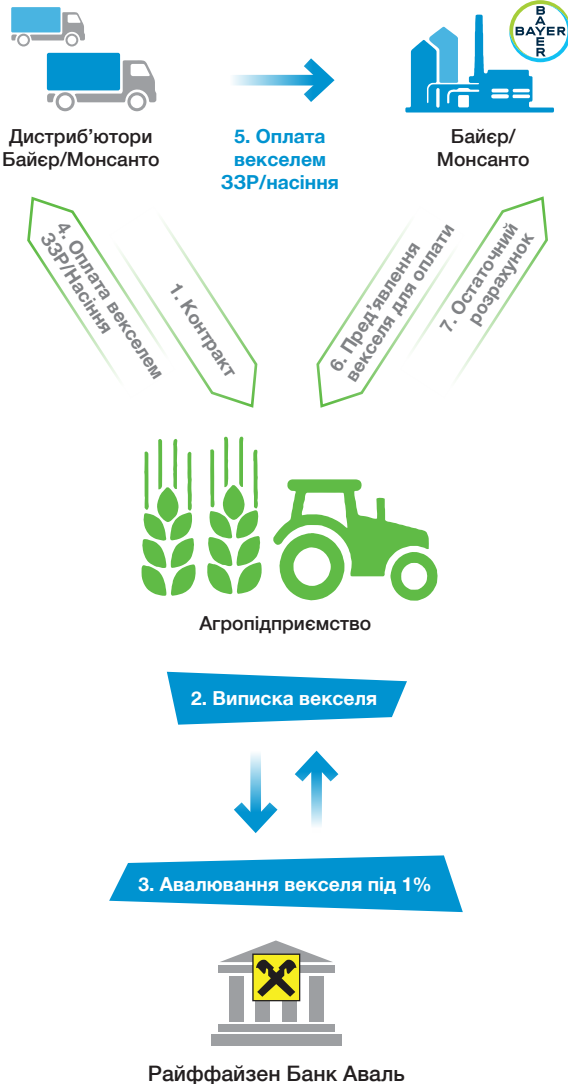 BAYER
BAYER
Дистриб’ютори
Байєр/Монсанто
5. Оплата
векселем
ЗЗР/насіння
Байєр/
Монсанто
4. Оплата векселем
ЗЗР/Насіння
1. Контракт
6. Пред’явлення
векселя для оплати
7. Остаточний
розрахунок
Агропідприємство
2. Виписка векселя
3. Авалювання векселя під 1%
Райффайзен Банк Аваль